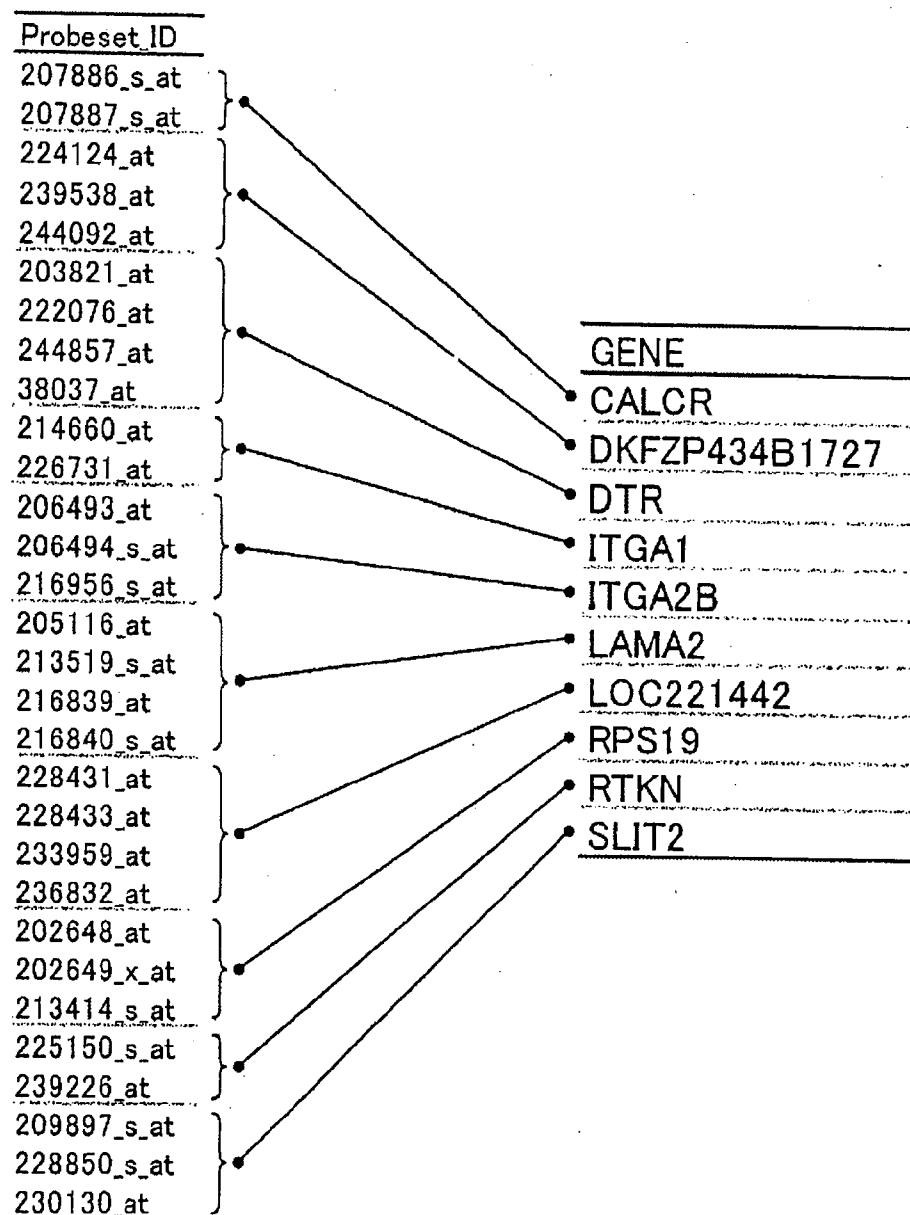 Probeset_ID
207886_s_at
207887_s_at
224124_at
239538_at
244092_at
203821_at
222076_at
244857_at
38037_at
214660_at
226731_at
206493_at
206494_s_at
216956_s_at
205116_at
213519_s_at
216839_at
216840_s_at
228431_at
228433_at
233959_at
236832_at
202648_at
202649_x_at
213414_s_at
225150_s_at
239226_at
209897_s_at
228850_s_at
230130_at
GENE
CALCR
DKFZP434B1727
DTR
ITGA1
ITGA2B
LAMA2
LOC221442
RPS19
RTKN
SLIT2